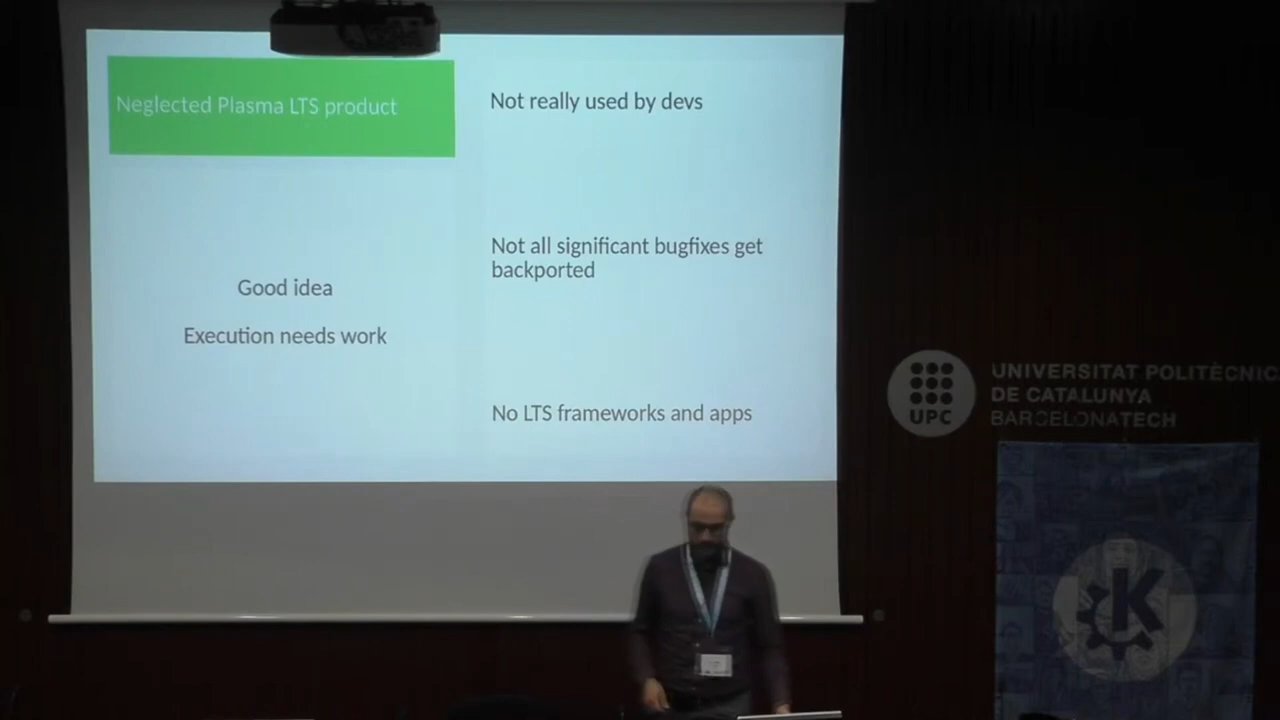 Neglected Plasma LTS product
Good idea
Execution needs work
Not really used by devs
Not all significant bugfixes get
backported
No LTS frameworks and apps
UPC
UNIVERSITAT POLITÈCNIC
DE CATALUNYA
BARCELONATECH
K